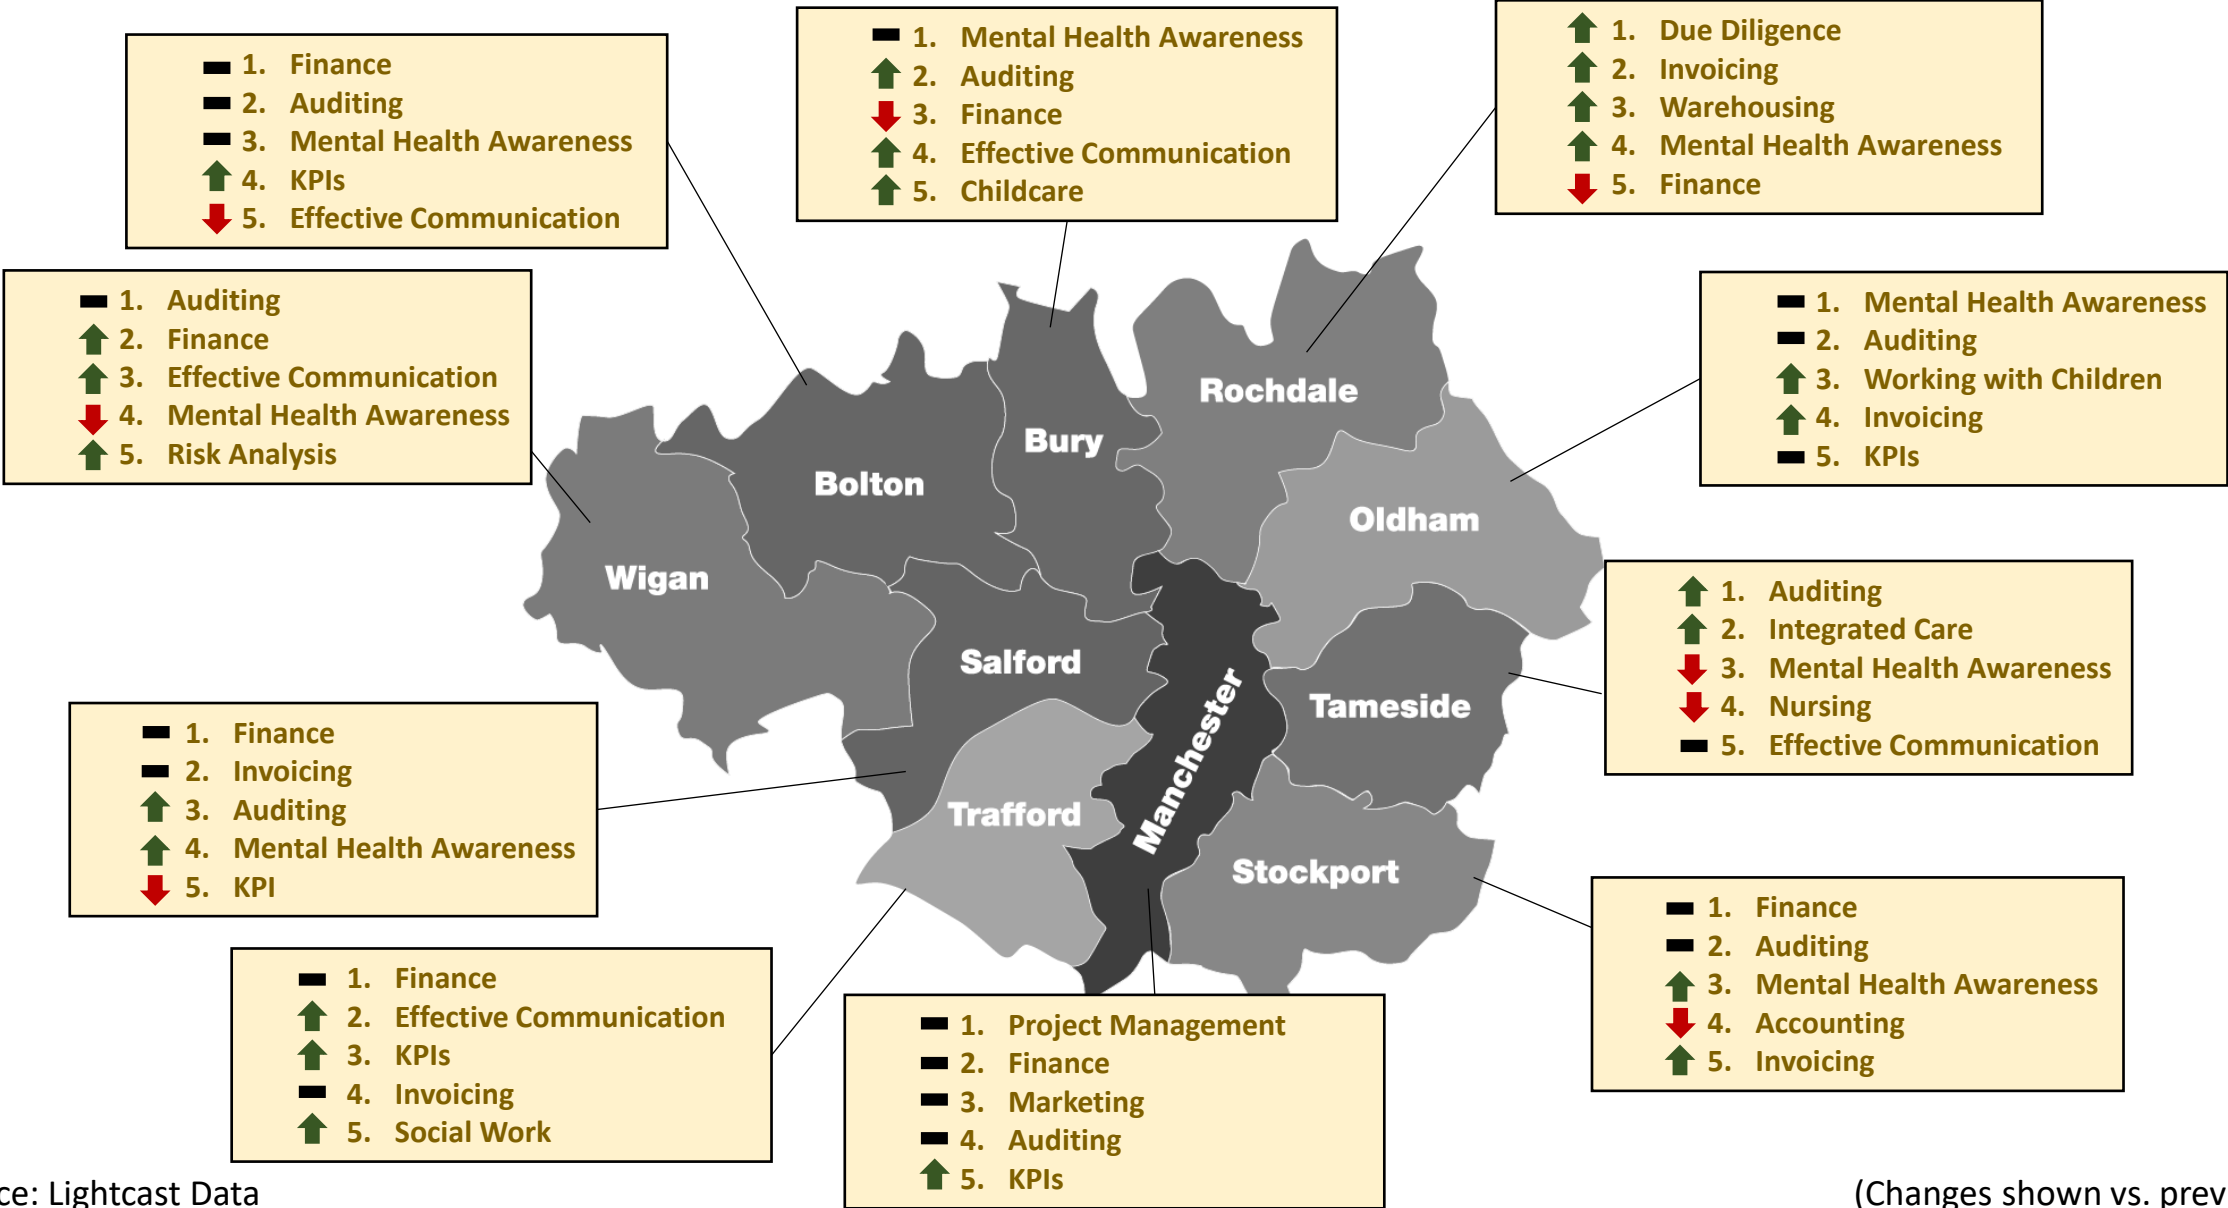 1. Finance
2. Auditing
3. Mental Health Awareness
4. KPIs
5. Effective Communication
1. Mental Health Awareness
2. Auditing
3. Finance
4. Effective Communication
5. Childcare
1. Due Diligence
2. Invoicing
3. Warehousing
4. Mental Health Awareness
5. Finance
1. Auditing
2. Finance
3. Effective Communication
4. Mental Health Awareness
5. Risk Analysis
1. Mental Health Awareness
2. Auditing
3. Working with Children
4. Invoicing
5. KPIs
Rochdale
Bury
Bolton
Oldham
Wigan
Salford
Tameside
Manchester
Trafford
Stockport
1. Auditing
2. Integrated Care
3. Mental Health Awareness
4. Nursing
5. Effective Communication
1. Finance
2. Invoicing
3. Auditing
4. Mental Health Awareness
5. KPI
1. Finance
2. Auditing
3. Mental Health Awareness
4. Accounting
5. Invoicing
1. Finance
2. Effective Communication
3. KPIs
4. Invoicing
5. Social Work
1. Project Management
2. Finance
3. Marketing
4. Auditing
5. KPIs
ce: Lightcast Data
(Changes shown vs. prev